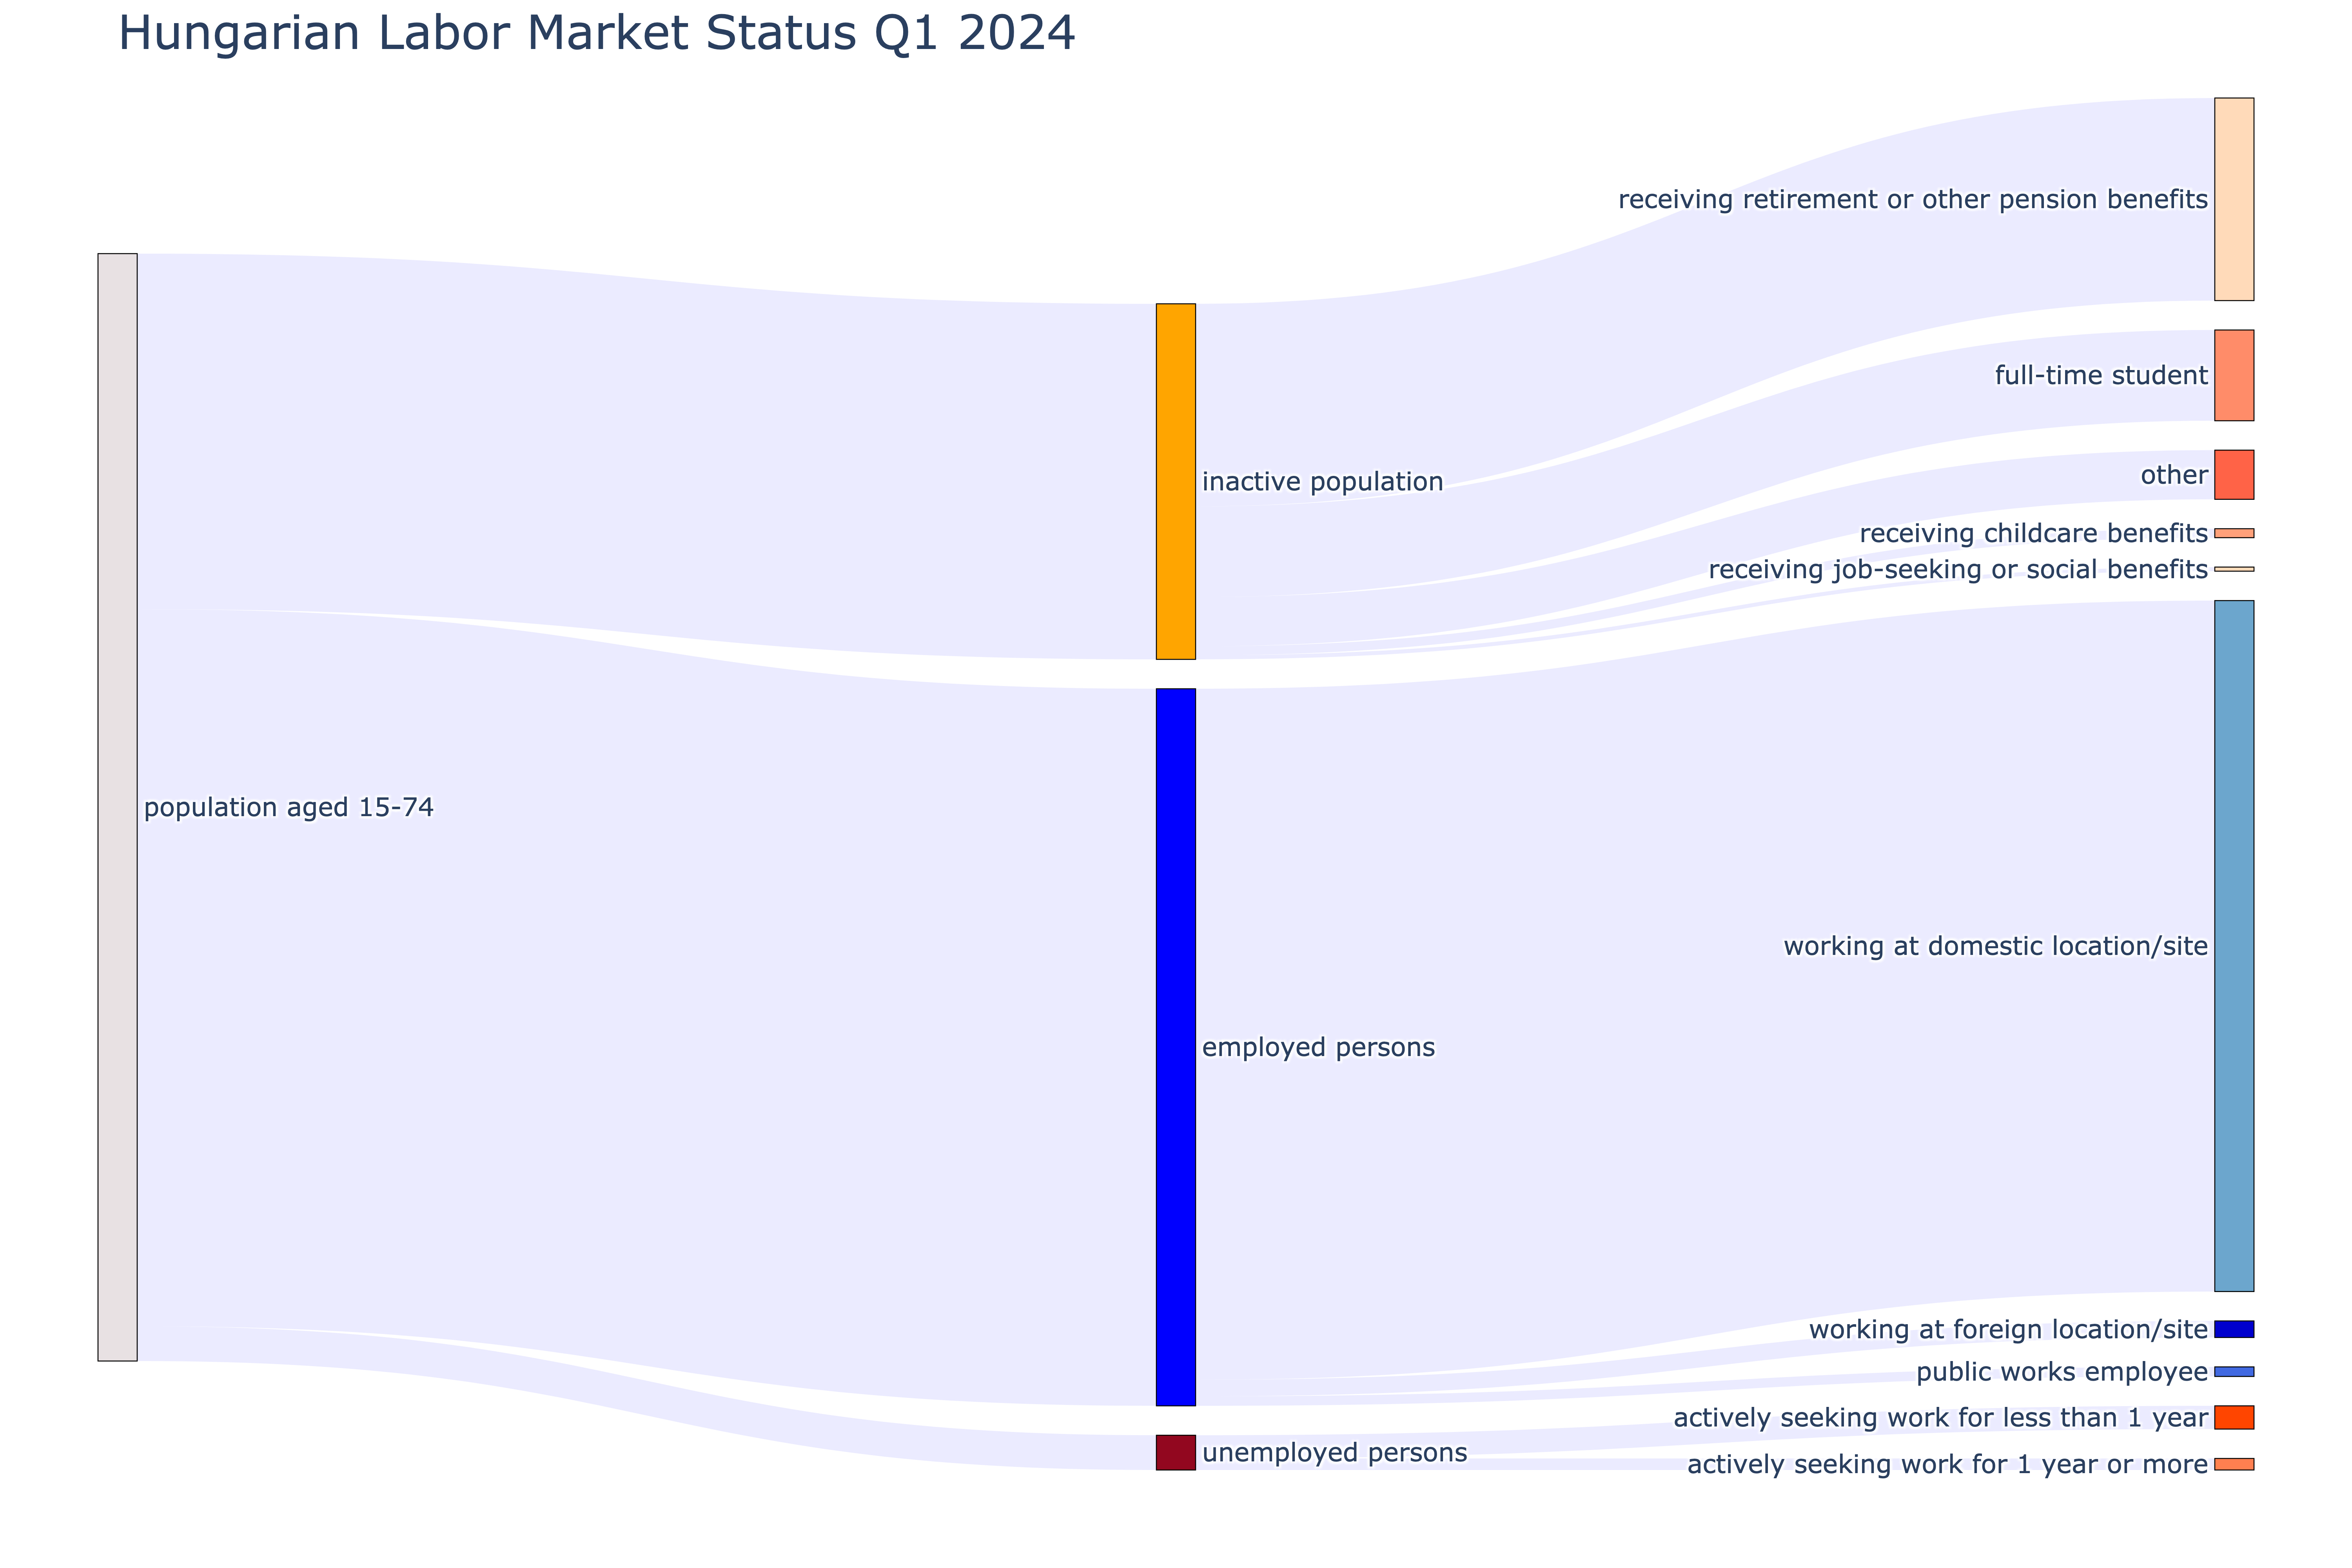 Hungarian Labor Market Status Q1 2024
population aged 15-74
inactive population
employed persons
unemployed persons
receiving retirement or other pension benefits
full-time student
other
receiving childcare benefits
receiving job-seeking or social benefits
working at domestic location/site
working at foreign location/site
public works employee
actively seeking work for less than 1 year
actively seeking work for 1 year or more